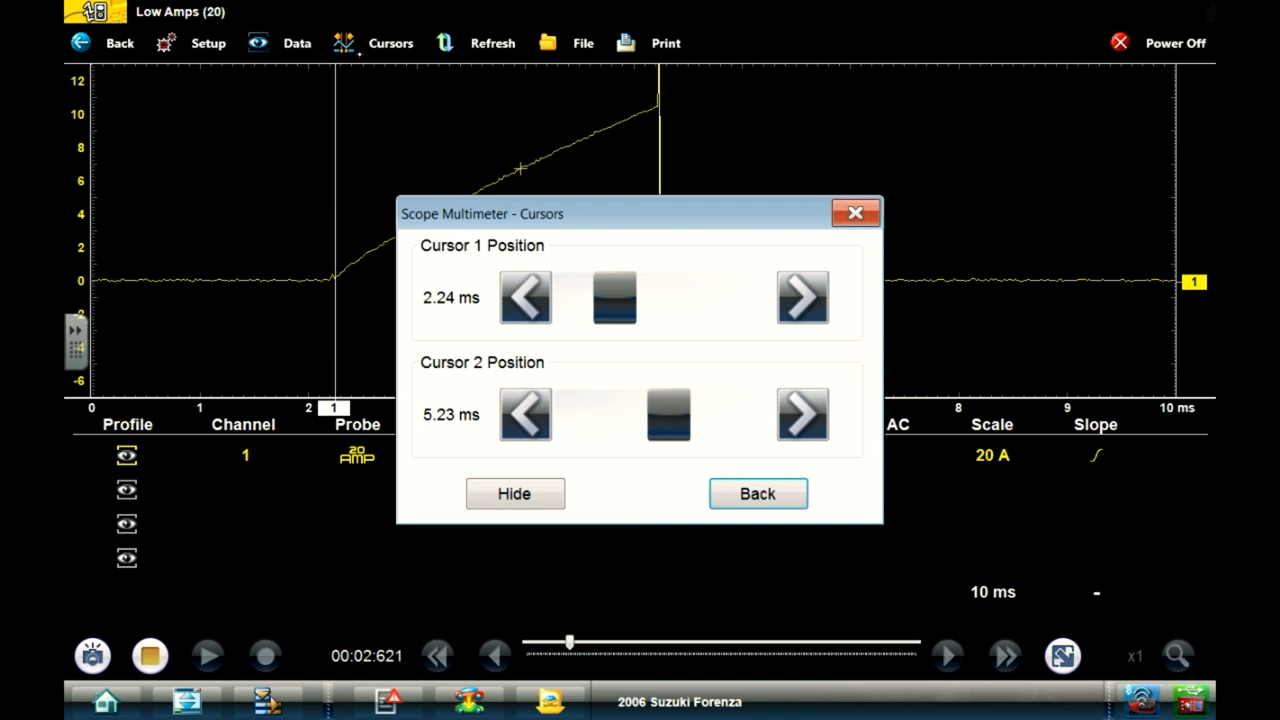 Low Amps (20)
Back Setup Data Cursors Refresh File Print Power Off
12
10
8
6
4
2
0
-2
-4
-6
1
Scope Multimeter - Cursors
Cursor 1 Position
2.24 ms
Cursor 2 Position
5.23 ms
Hide Back
0 1 2 1 8 9 10 ms
Profile Channel Probe AC Scale Slope
1 20 AMP 20 A
10 ms -
00:02:621 x1
2006 Suzuki Forenza